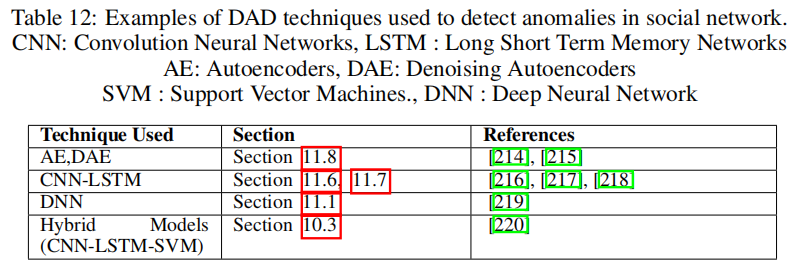 Table 12: Examples of DAD techniques used to detect anomalies in social network.
CNN: Convolution Neural Networks, LSTM : Long Short Term Memory Networks
AE: Autoencoders, DAE: Denoising Autoencoders
SVM : Support Vector Machines., DNN : Deep Neural Network
Technique Used Section References
AE,DAE Section 11.8 [214], [215]
CNN-LSTM Section 11.6, 11.7 [216], [217], [218]
DNN Section 11.1 [219]
Hybrid Models Section 10.3 [220]
(CNN-LSTM-SVM)